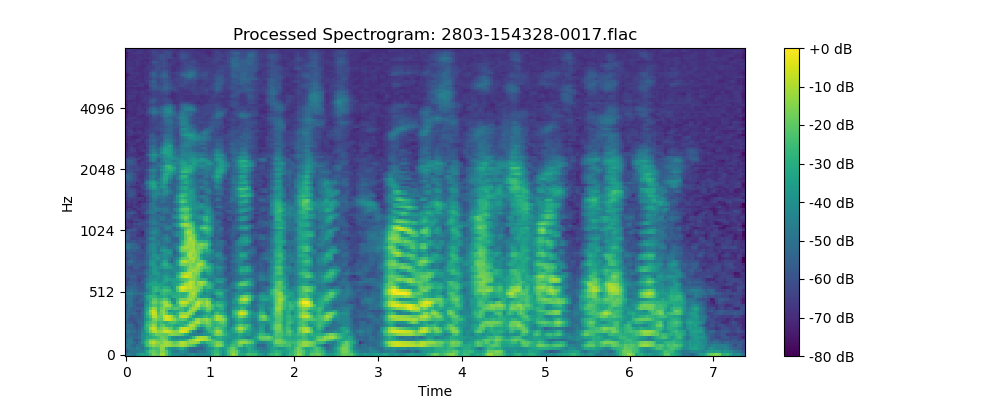 Processed Spectrogram: 2803-154328-0017.flac
Hz
4096
2048
1024
512
0
0 1 2 3 4 5 6 7
Time
+0 dB
-10 dB
-20 dB
-30 dB
-40 dB
-50 dB
-60 dB
-70 dB
-80 dB